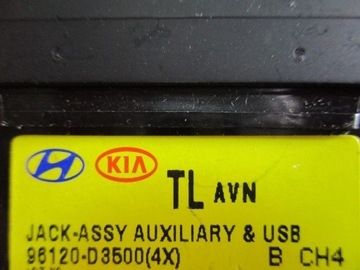 KIA
TL AVN
JACK-ASSY AUXILIARY & USB
96120-D3500(4X) B CH4